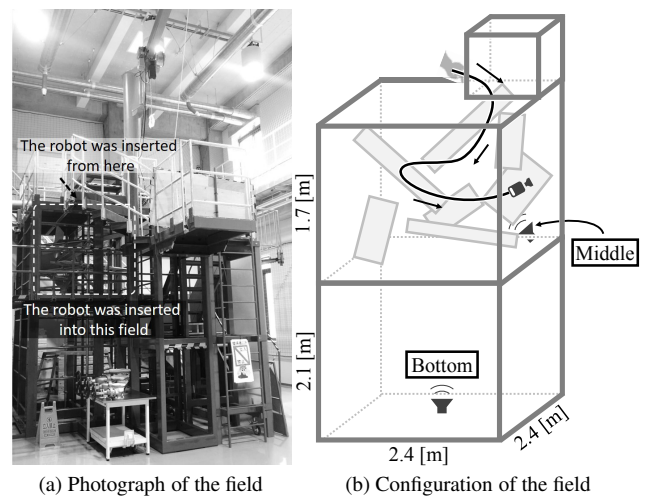 The robot was inserted
from here
The robot was inserted
into this field
(a) Photograph of the field
1.7 [m]
2.1 [m]
Middle
Bottom
2.4 [m]
2.4 [m]
(b) Configuration of the field